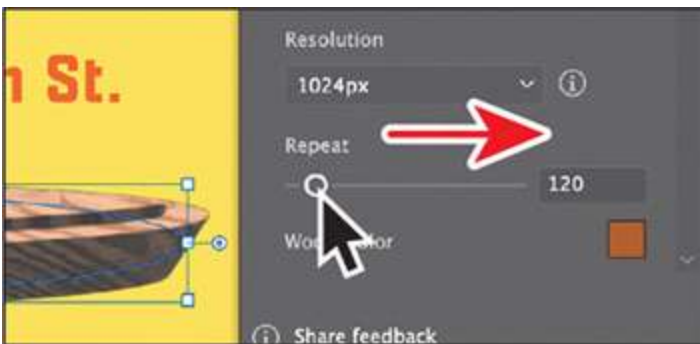 Resolution
n St.
1024px
Repeat
120
Share feedback